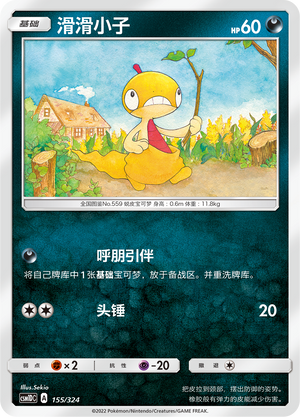 基础 滑滑小子 HP60
全国图鉴No.559 蜕皮宝可梦 身高:0.6m 体重:11.8kg
呼朋引伴
将自己牌库中1张基础宝可梦,放于备战区。并重洗牌库。
头锤 20
弱点 ×2 抗性 -20 撤退
Illus.Sekio
CSM1DC A 155/324
把皮拉到颈部,摆出防御的姿势。
橡胶般有弹力的皮能减少伤害。
©2022 Pokémon/Nintendo/Creatures/GAME FREAK.